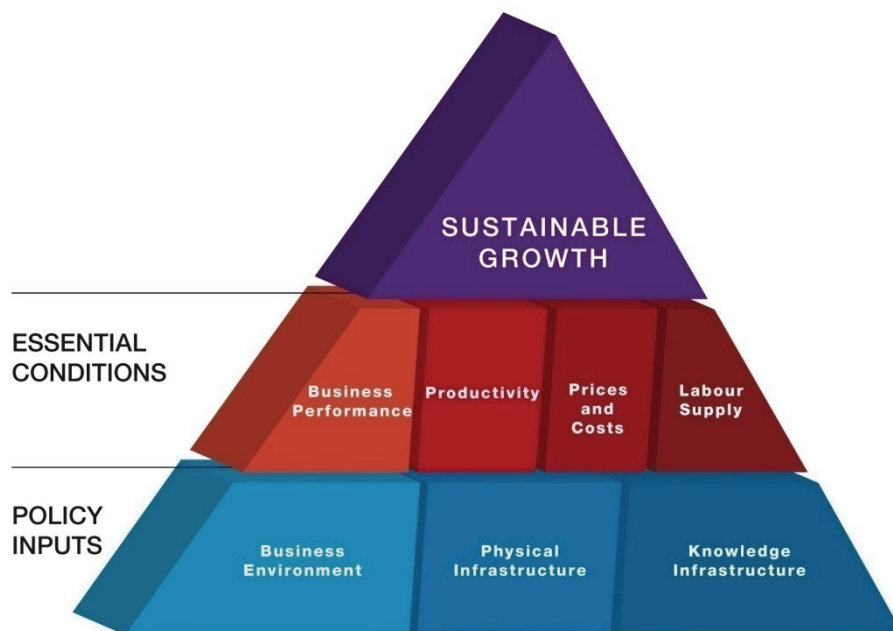 SUSTAINABLE
GROWTH
ESSENTIAL
CONDITIONS
Business
Performance
Productivity
Prices
and
Costs
Labour
Supply
POLICY
INPUTS
Business
Environment
Physical
Infrastructure
Knowledge
Infrastructure